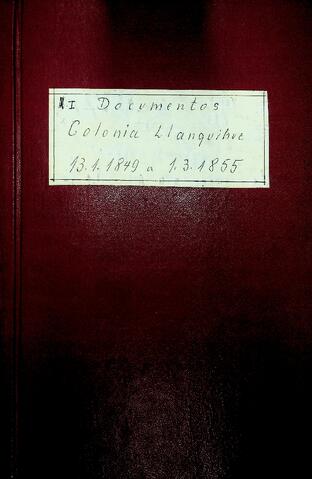 I Documentos
Colonia Llanquihue
13.1.1849 a 1.3.1855